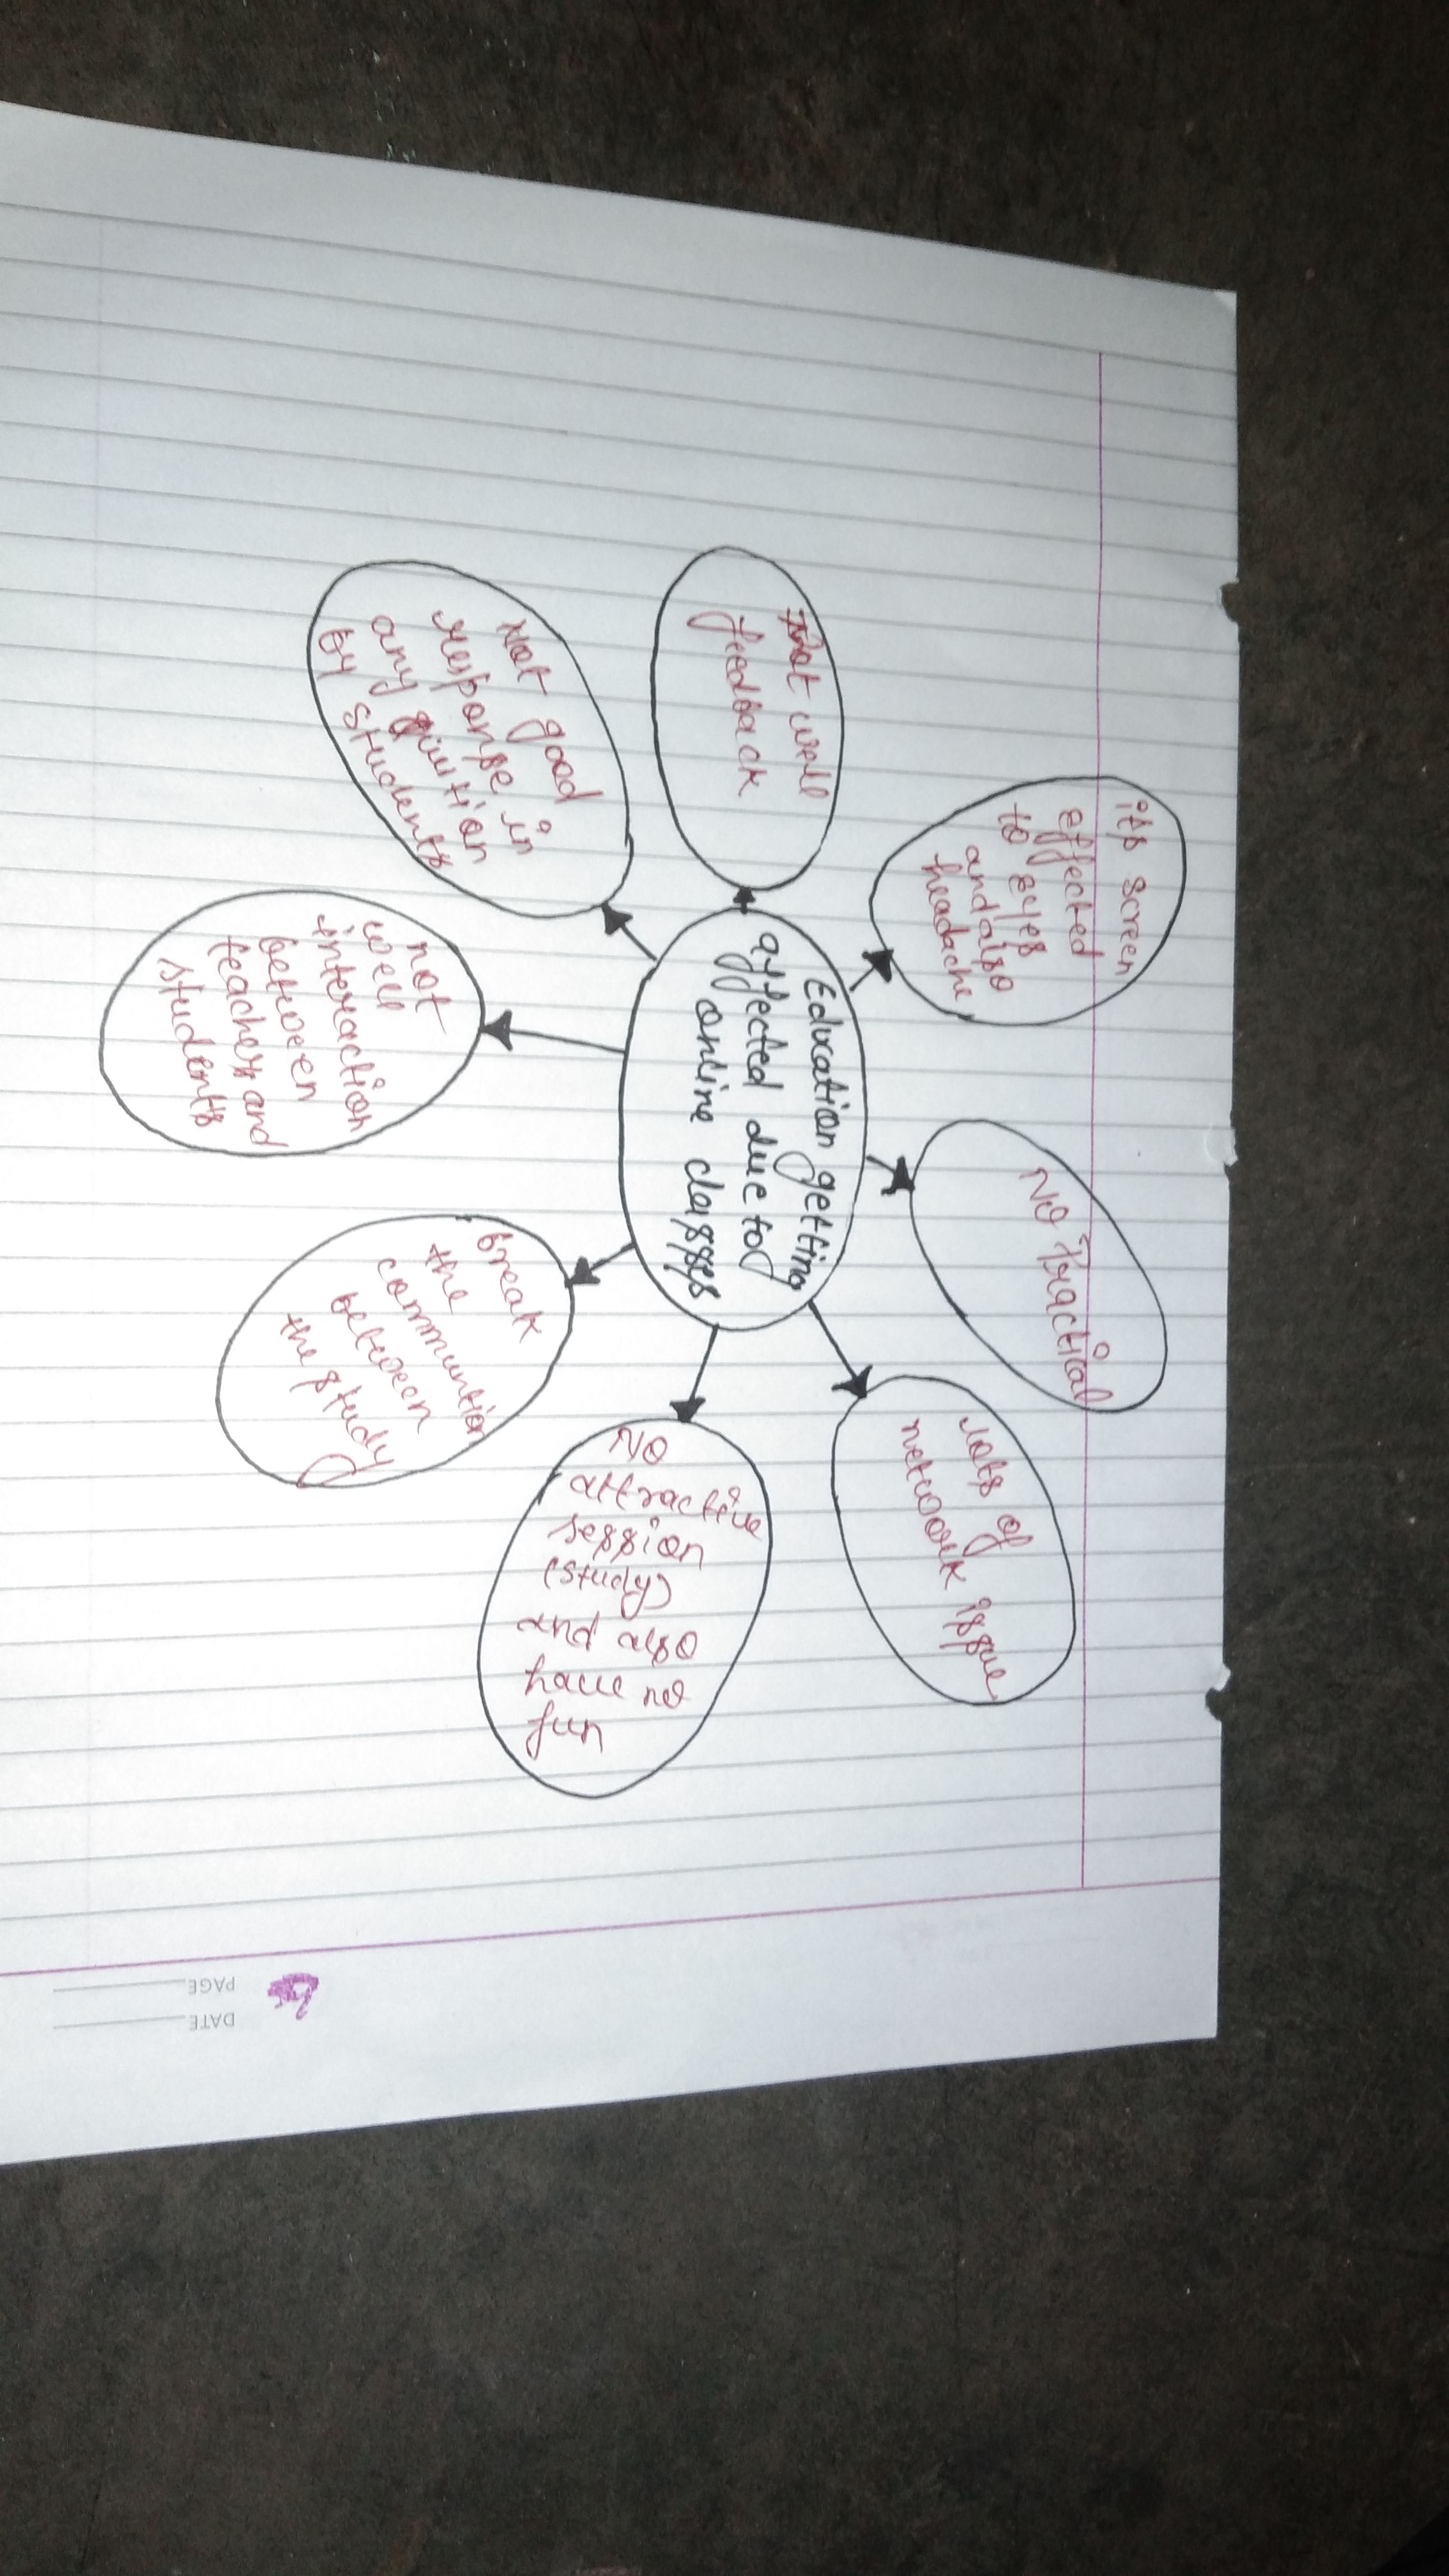 Education getting
affected due to
online classes
its screen
effected
to eyes
and also
headache
No Practical
lots of
network issue
No
attractive
session
(study)
and also
have no
fun
break
the
communtion
between
the study
not
well
interaction
between
teacher and
students
Not good
response in
any
by students
Not well
feedback
PAGE
DATE